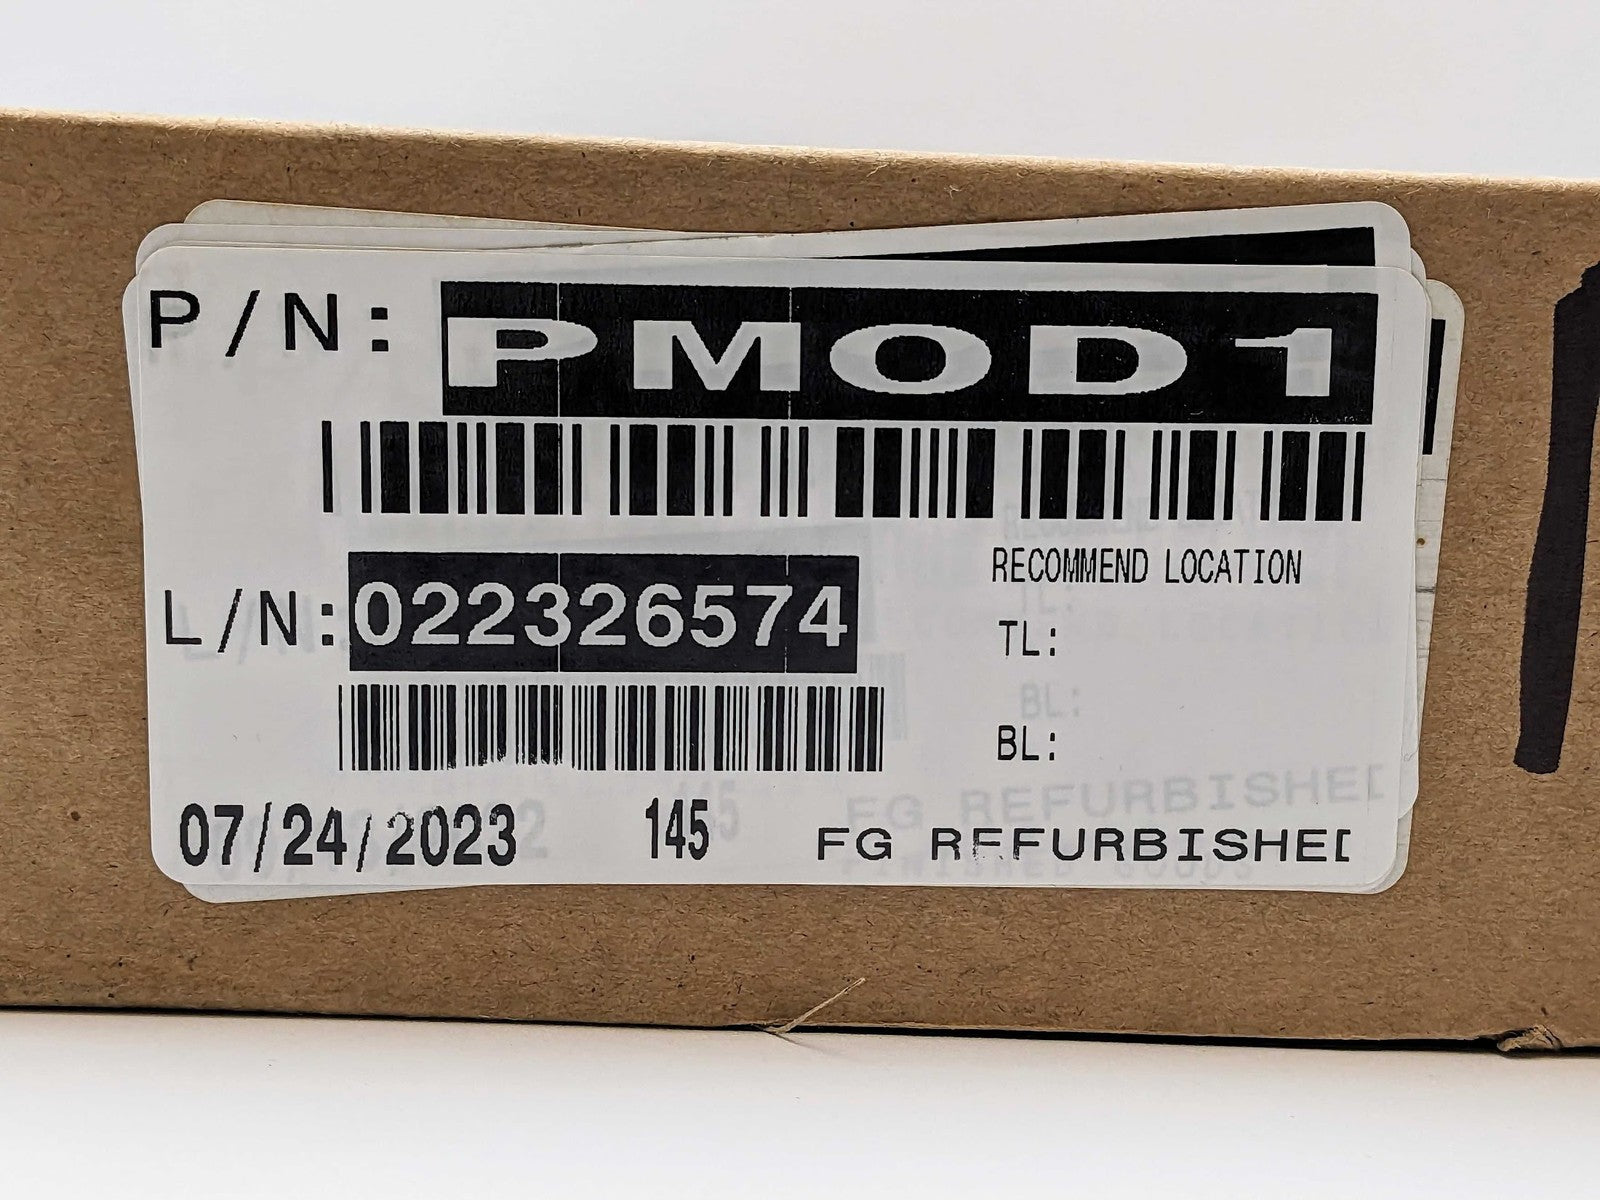 P/N: PMOD1
L/N: 022326574
RECOMMEND LOCATION
TL:
BL:
07/24/2023 145 FG REFURBISHED